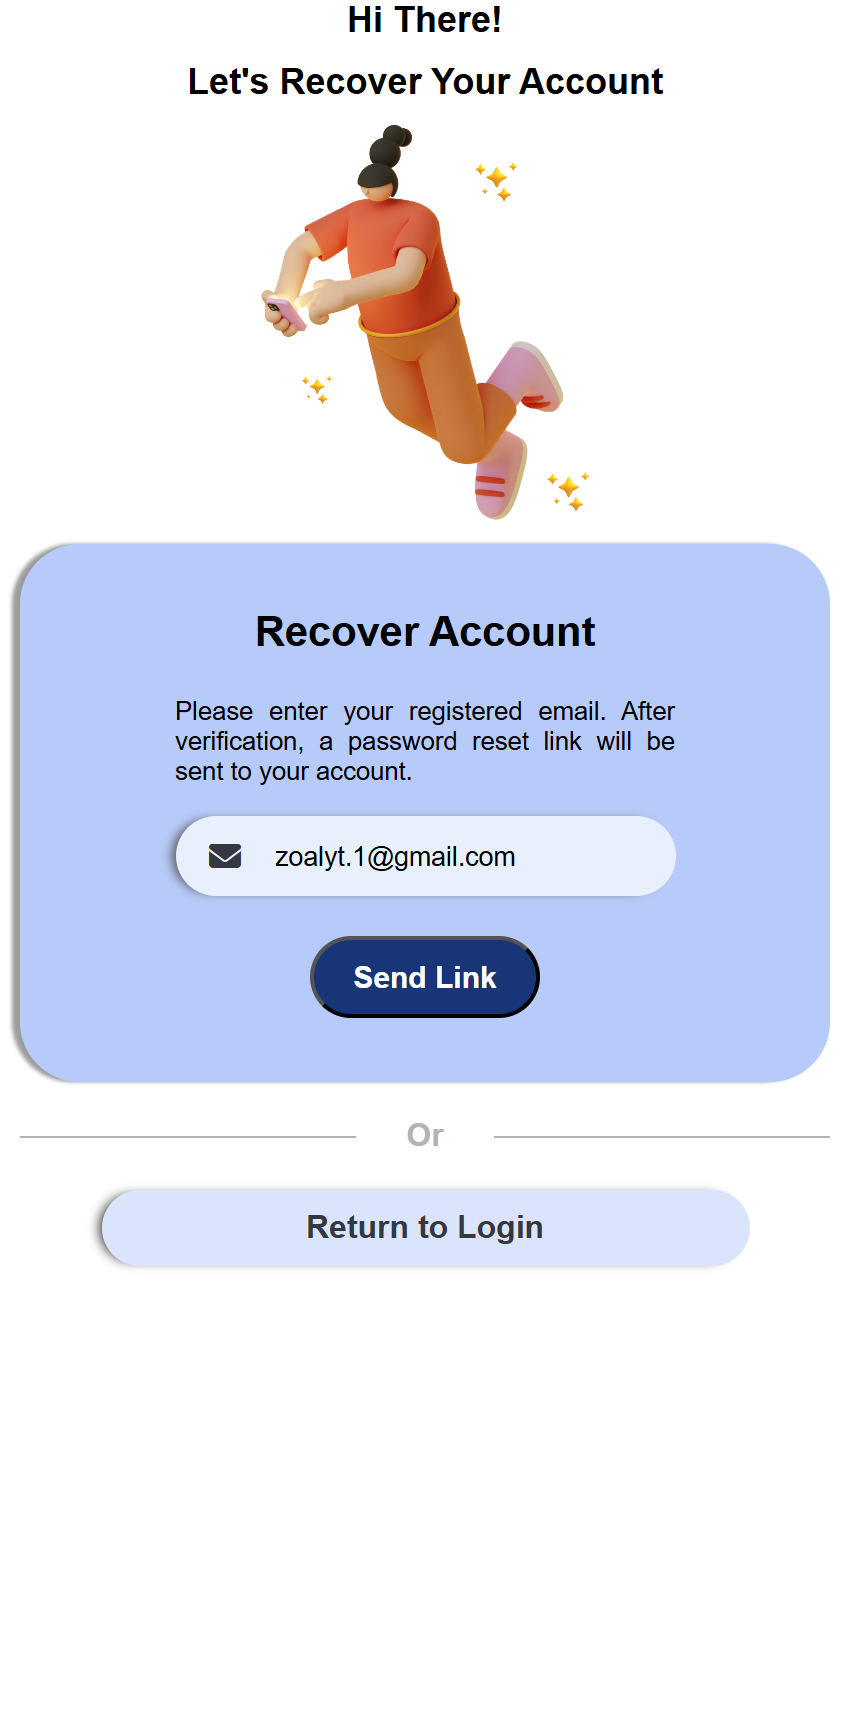 Hi There!
Let's Recover Your Account
Recover Account
Please enter your registered email. After
verification, a password reset link will be
sent to your account.
zoalyt.1@gmail.com
Send Link
Or
Return to Login